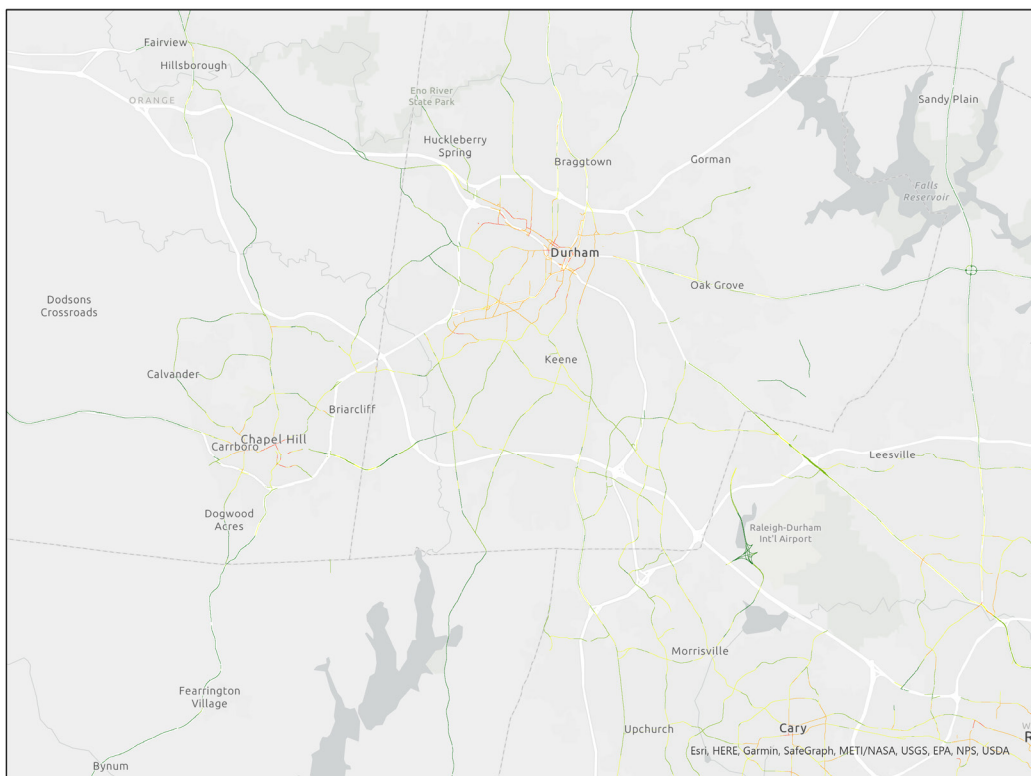 Fairview
Hillsborough
ORANGE
Eno River
State Park
Sandy Plain
Huckleberry
Spring
Braggtown
Gorman
Falls
Reservoir
Durham
Oak Grove
Dodsons
Crossroads
Keene
Calvander
Briarcliff
Chapel Hill
Carrboro
Leesville
Dogwood
Acres
Raleigh-Durham
Int'l Airport
Morrisville
Fearrington
Village
Upchurch
Cary
W
R
Esri, HERE, Garmin, SafeGraph, METI/NASA, USGS, EPA, NPS, USDA
Bynum